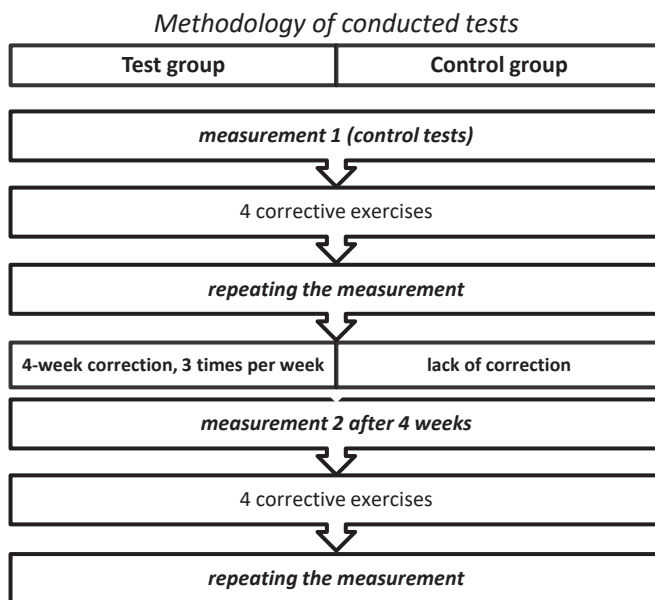 Methodology of conducted tests
Test group Control group
measurement 1 (control tests)
4 corrective exercises
repeating the measurement
4-week correction, 3 times per week lack of correction
measurement 2 after 4 weeks
4 corrective exercises
repeating the measurement